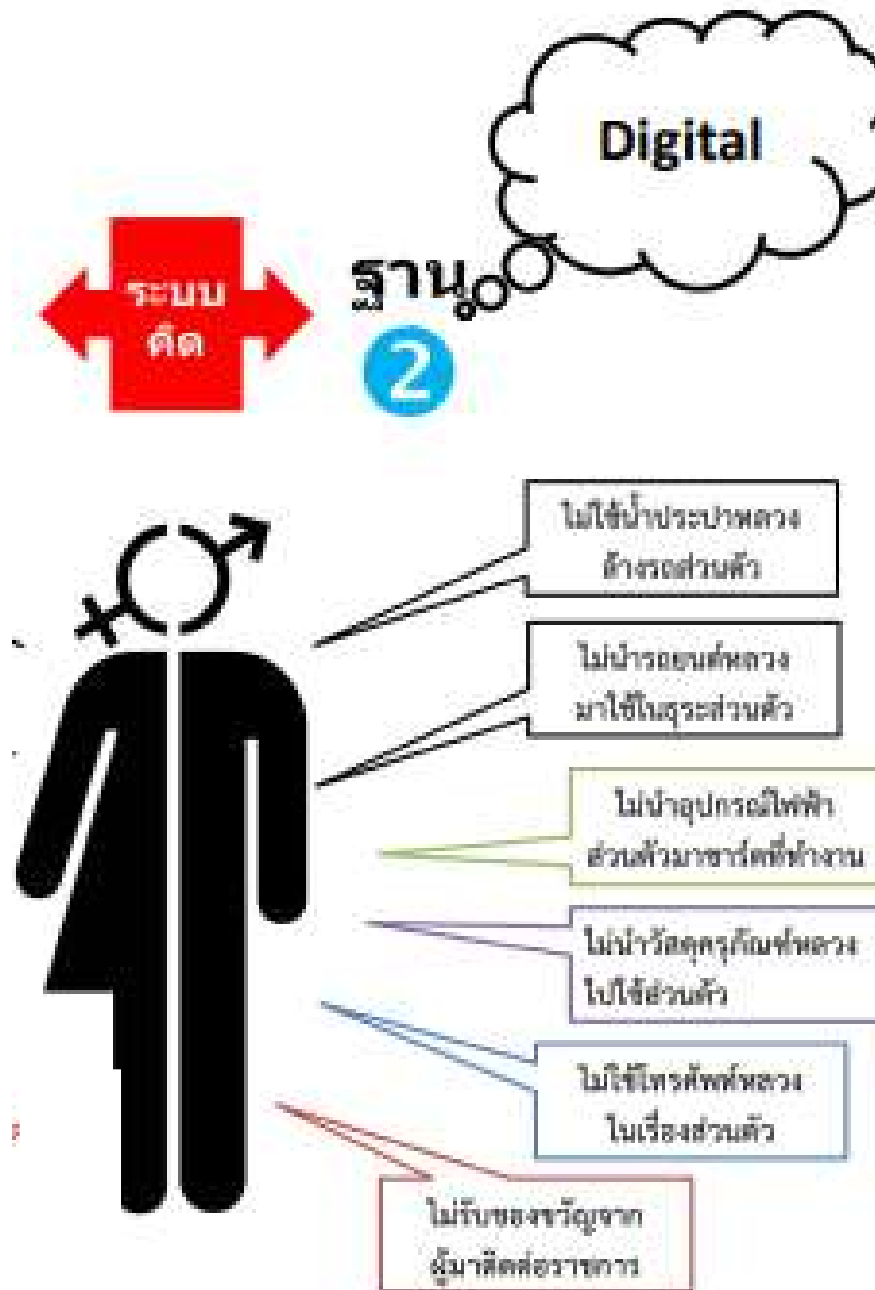 Digital
ระบบ
คิด
ฐาน
2
ไม่ใช้น้ำประปาหลวง
ล้างรถส่วนตัว
ไม่นำรถยนต์หลวง
มาใช้ในธุระส่วนตัว
ไม่นำอุปกรณ์ไฟฟ้า
ส่วนตัวมาชาร์ตที่ทำงาน
ไม่นำวัสดุครุภัณฑ์หลวง
ไปใช้ส่วนตัว
ไม่ใช้โทรศัพท์หลวง
ในเรื่องส่วนตัว
ไม่รับของขวัญจาก
ผู้มาติดต่อราชการ